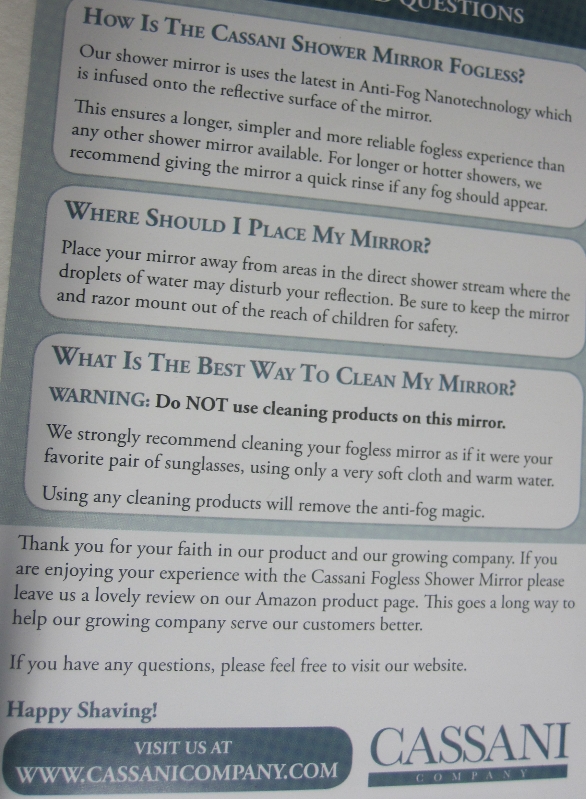 QUESTIONS
HOW IS THE CASSANI SHOWER MIRROR FOGLESS?
Our shower mirror is uses the latest in Anti-Fog Nanotechnology which
is infused onto the reflective surface of the mirror.
This ensures a longer, simpler and more reliable fogless experience than
any other shower mirror available. For longer or hotter showers, we
recommend giving the mirror a quick rinse if any fog should appear.
WHERE SHOULD I PLACE MY MIRROR?
Place your mirror away from areas in the direct shower stream where the
droplets of water may disturb your reflection. Be sure to keep the mirror
and razor mount out of the reach of children for safety.
WHAT IS THE BEST WAY TO CLEAN MY MIRROR?
WARNING: Do NOT use cleaning products on this mirror.
We strongly recommend cleaning your fogless mirror as if it were your
favorite pair of sunglasses, using only a very soft cloth and warm water.
Using any cleaning products will remove the anti-fog magic.
Thank you for your faith in our product and our growing company. If you
are enjoying your experience with the Cassani Fogless Shower Mirror please
leave us a lovely review on our Amazon product page. This goes a long way to
help our growing company serve our customers better.
If you have any questions, please feel free to visit our website.
Happy Shaving!
VISIT US AT
WWW.CASSANICOMPANY.COM
CASSANI
COMPANY